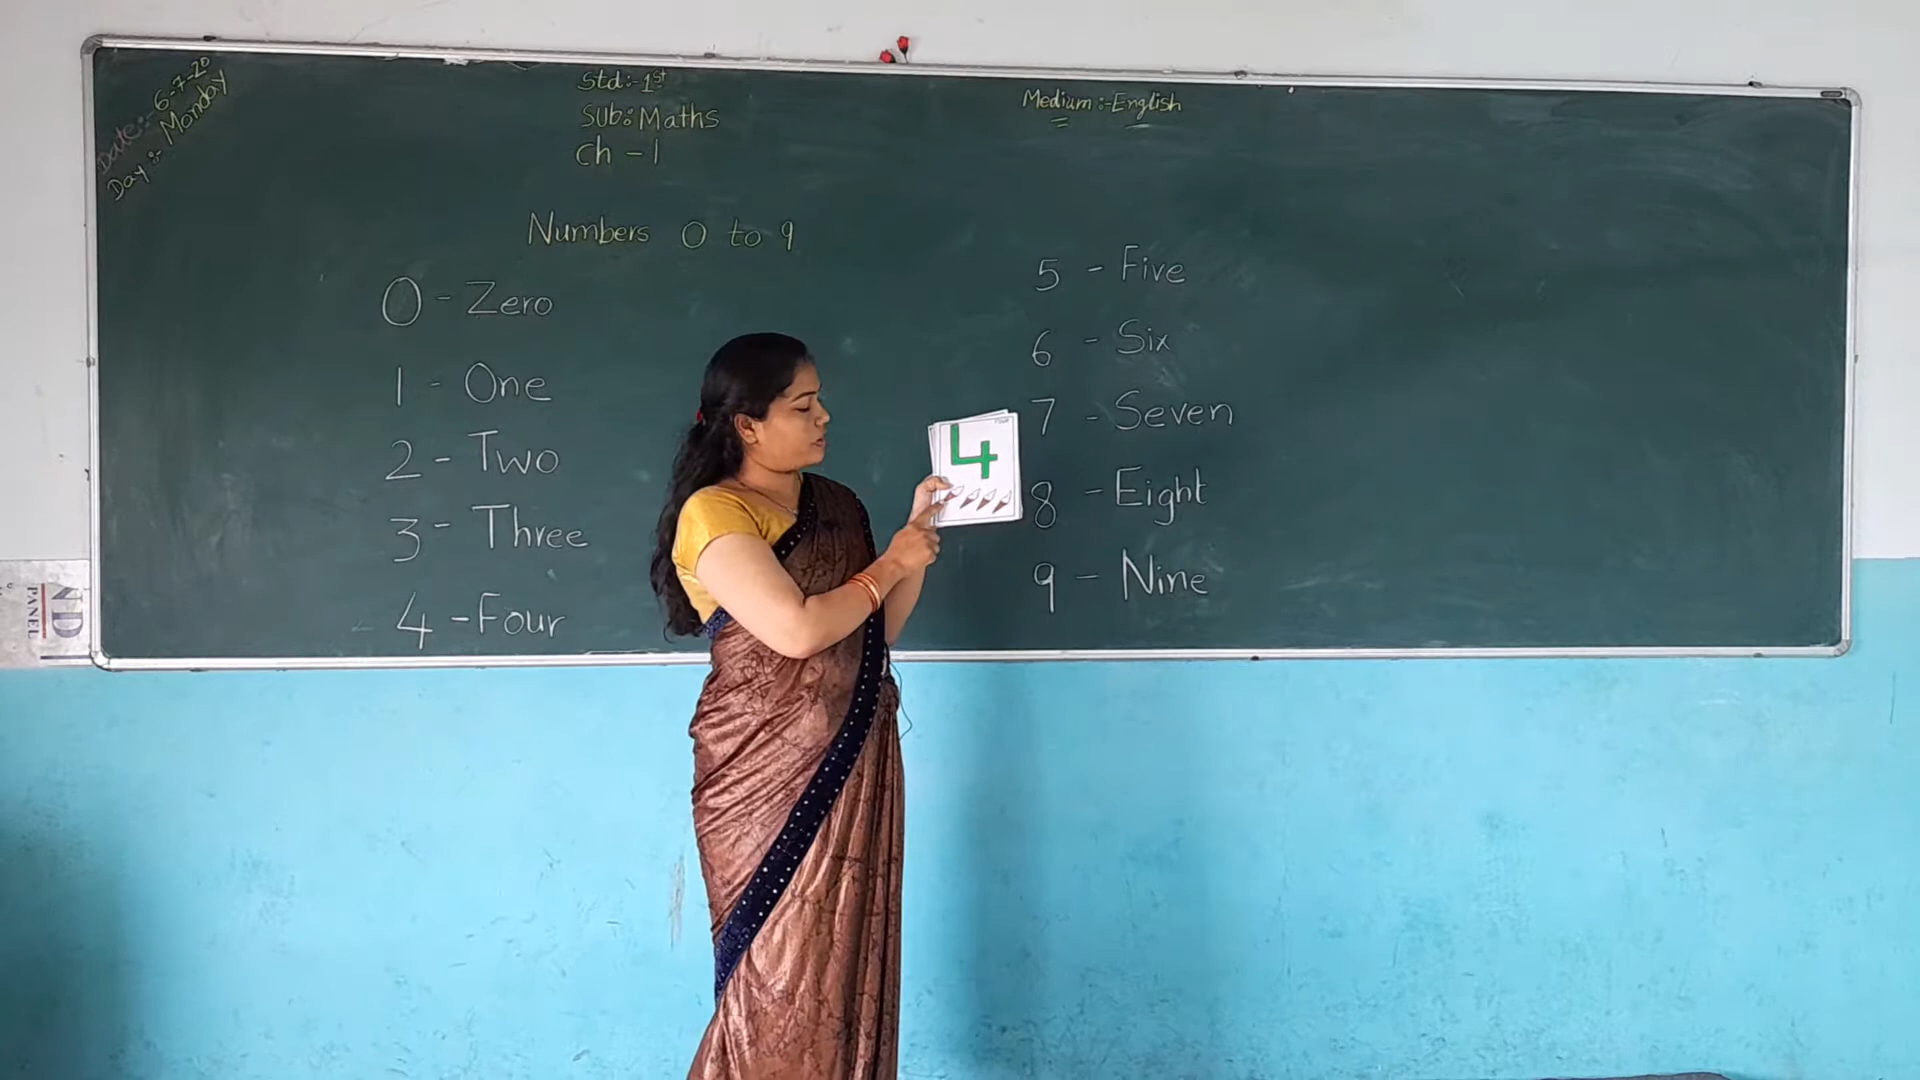 Date:-6-7-20
Day:- Monday
Std:-1st
Sub:Maths
Ch -1
Medium:-English
Numbers 0 to 9
0-Zero
1-One
2-Two
3-Three
4-Four
5-Five
6-Six
7-Seven
8-Eight
9-Nine
4
ND
PANEL